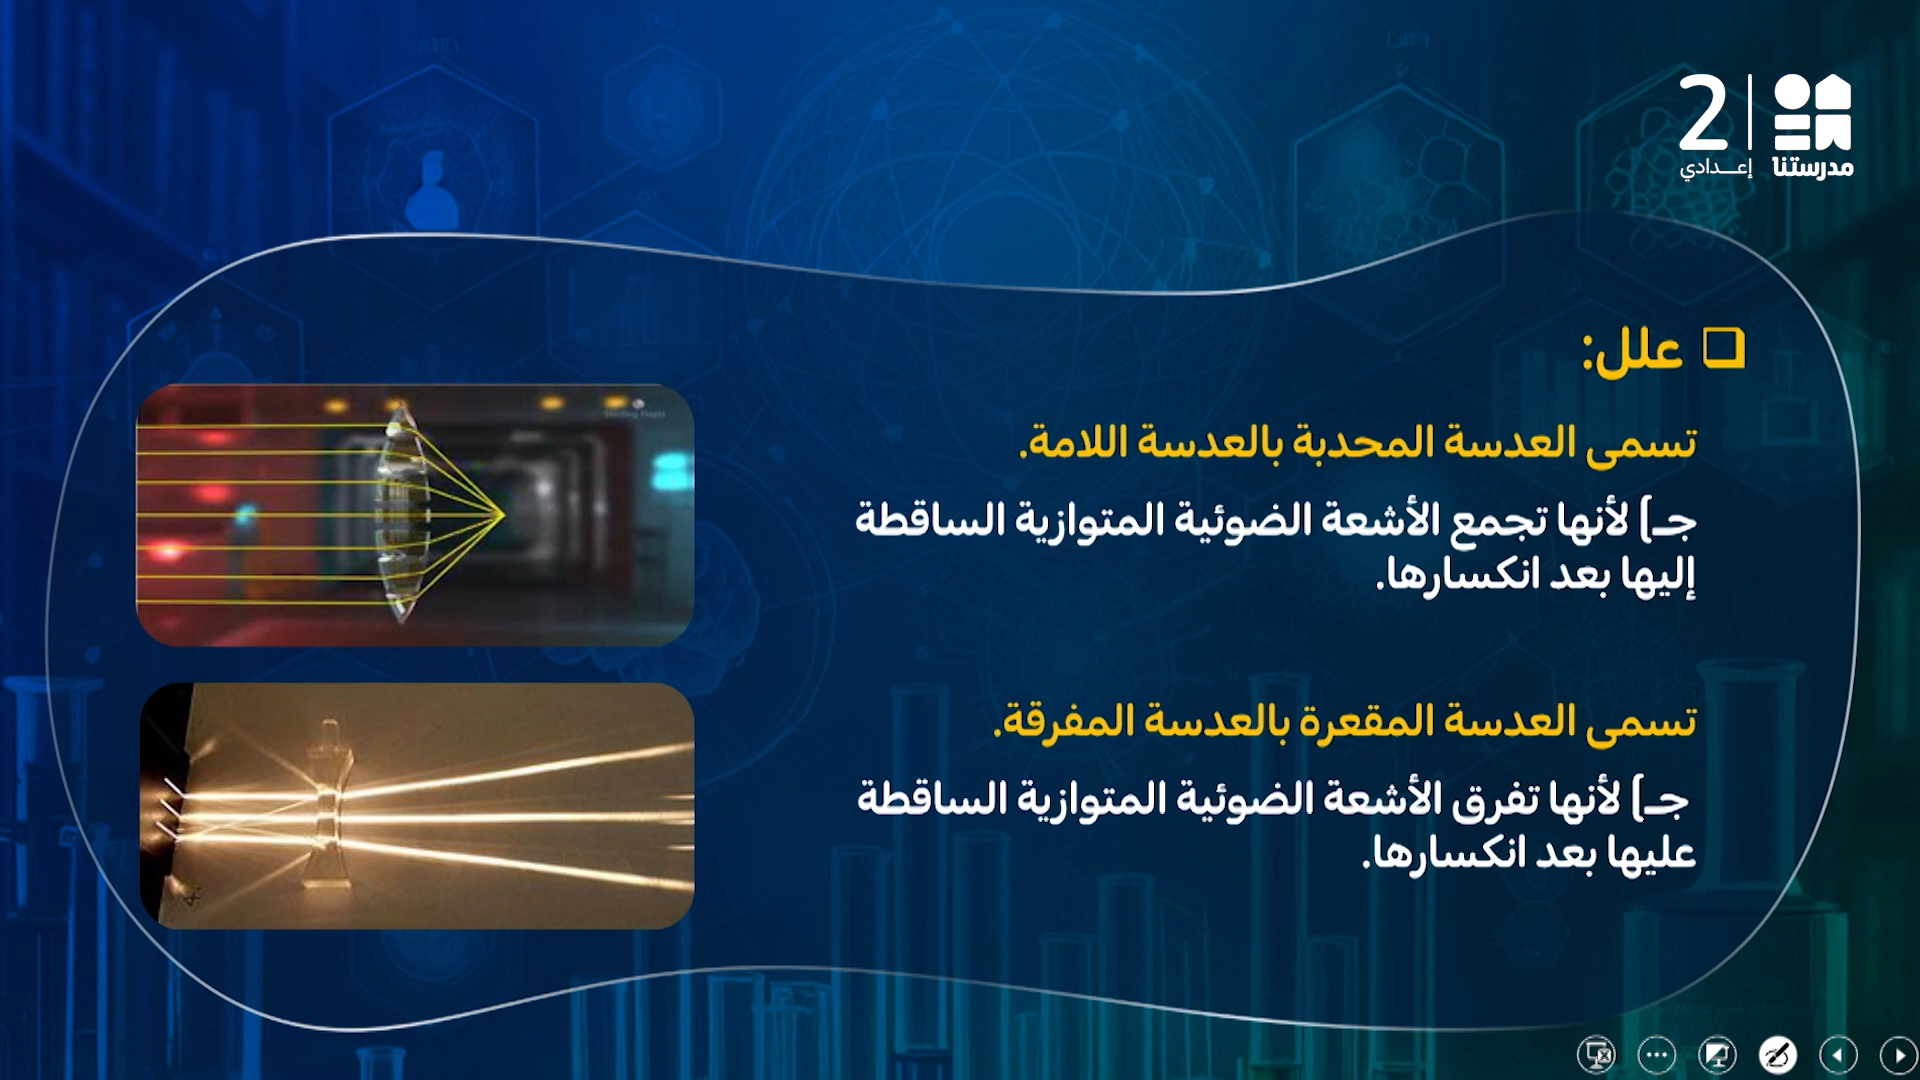 2
مدرستنا
إعـدادي
❑ علل:
تسمى العدسة المحدبة بالعدسة اللامة.
جـ) لأنها تجمع الأشعة الضوئية المتوازية الساقطة
إليها بعد انكسارها.
تسمى العدسة المقعرة بالعدسة المفرقة.
جـ) لأنها تفرق الأشعة الضوئية المتوازية الساقطة
عليها بعد انكسارها.